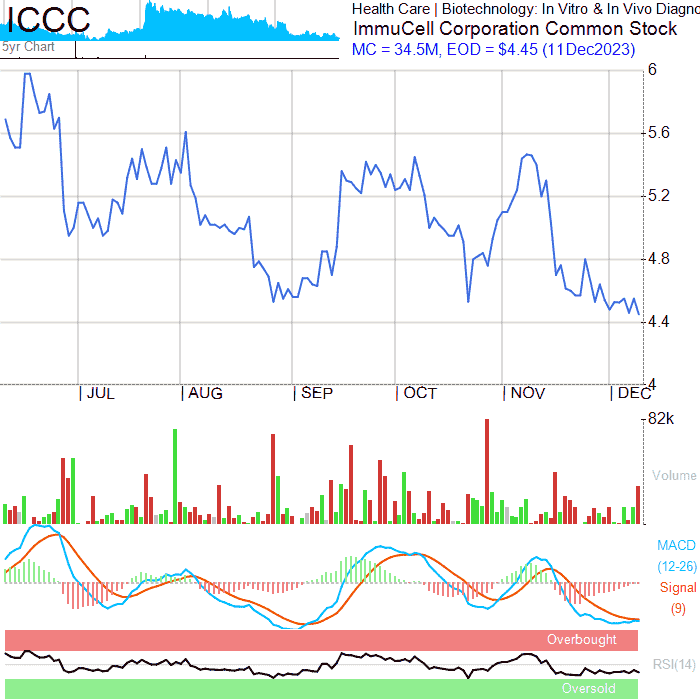 ICCC
5yr Chart
Health Care | Biotechnology: In Vitro & In Vivo Diagno
ImmuCell Corporation Common Stock
MC = 34.5M, EOD = $4.45 (11Dec2023)
6
5.6
5.2
4.8
4.4
4
| JUL | AUG | SEP | OCT | NOV | DEC
82k
Volume
MACD
(12-26)
Signal
(9)
Overbought
RSI(14)
Oversold